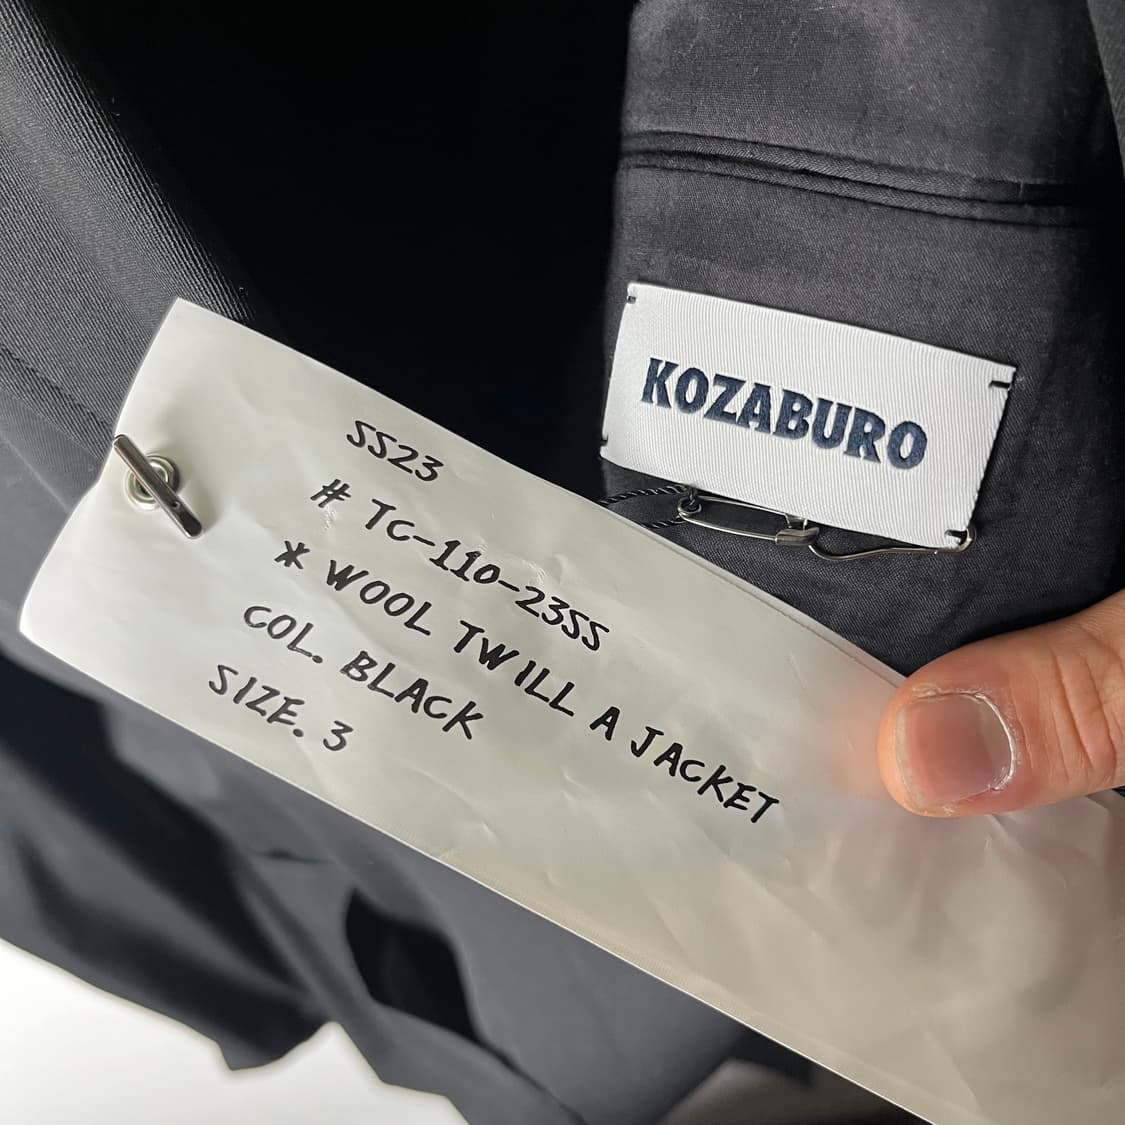 KOZABURO
SS23
# TC-110-23SS
* WOOL TWILL A JACKET
COL. BLACK
SIZE. 3